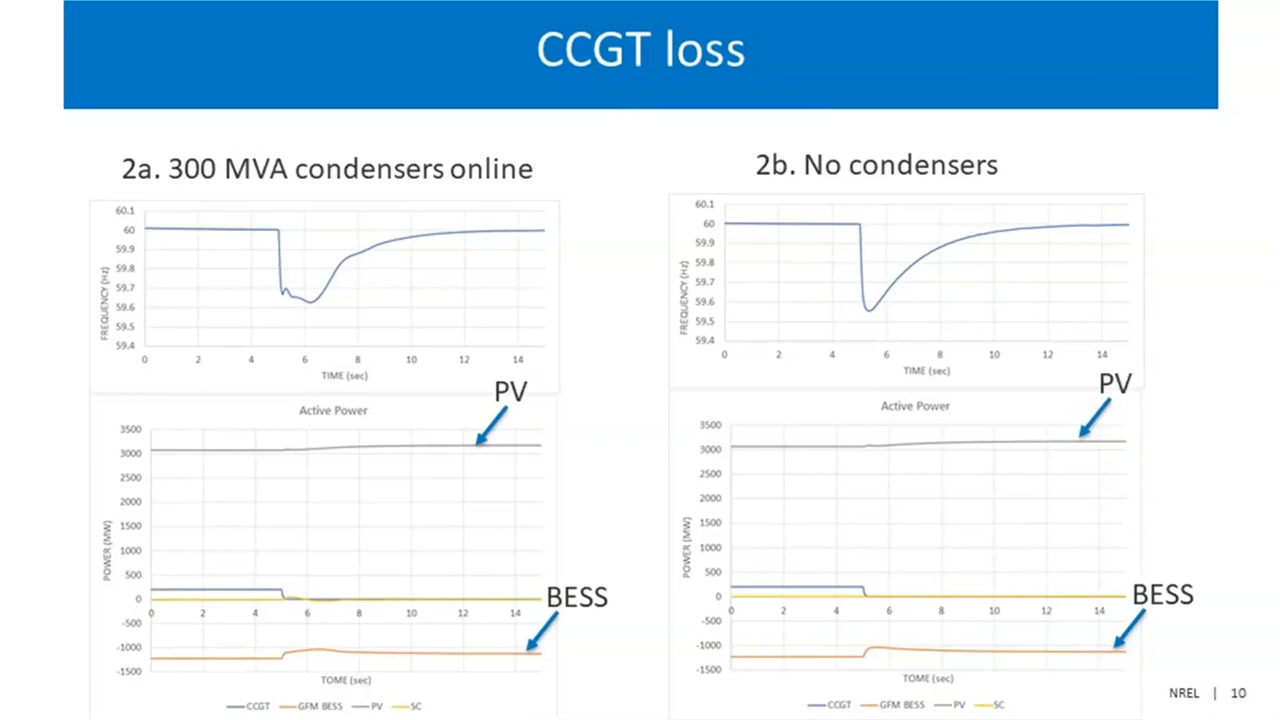 CCGT loss
2a. 300 MVA condensers online
2b. No condensers
60.1
60
59.9
59.8
59.7
59.6
59.5
59.4
FREQUENCY (Hz)
0 2 4 6 8 10 12 14
TIME (sec)
60.1
60
59.9
59.8
59.7
59.6
59.5
59.4
FREQUENCY (Hz)
0 2 4 6 8 10 12 14
TIME (sec)
PV
Active Power
3500
3000
2500
2000
1500
1000
500
0
-500
-1000
-1500
POWER (MW)
0 2 4 6 8 10 12 14
BESS
TOME (sec)
CCGT GFM BESS PV SC
PV
Active Power
3500
3000
2500
2000
1500
1000
500
0
-500
-1000
-1500
POWER (MW)
0 2 4 6 8 10 12 14
BESS
TOME (sec)
CCGT GFM BESS PV SC
NREL | 10